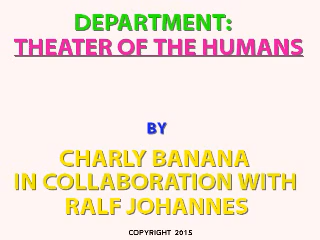 DEPARTMENT:
THEATER OF THE HUMANS
BY
CHARLY BANANA
IN COLLABORATION WITH
RALF JOHANNES
COPYRIGHT 2015